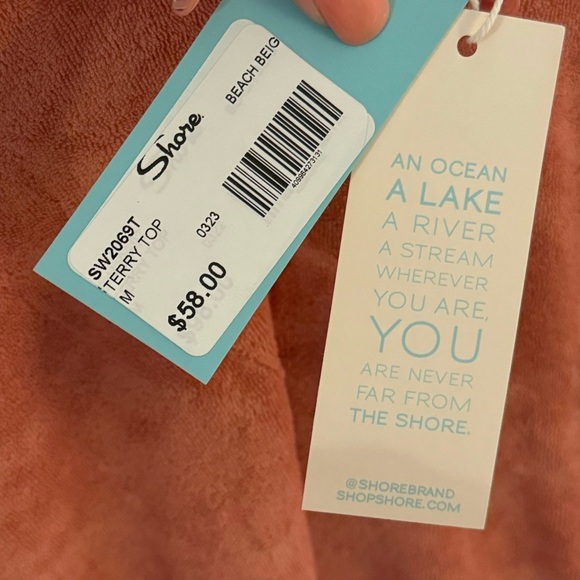 Shore.
BEACH BEIG
409964273131
SW2069T
TERRY TOP
M
0323
$58.00
AN OCEAN
A LAKE
A RIVER
A STREAM
WHEREVER
YOU ARE,
YOU
ARE NEVER
FAR FROM
THE SHORE.
@SHOREBRAND
SHOPSHORE.COM